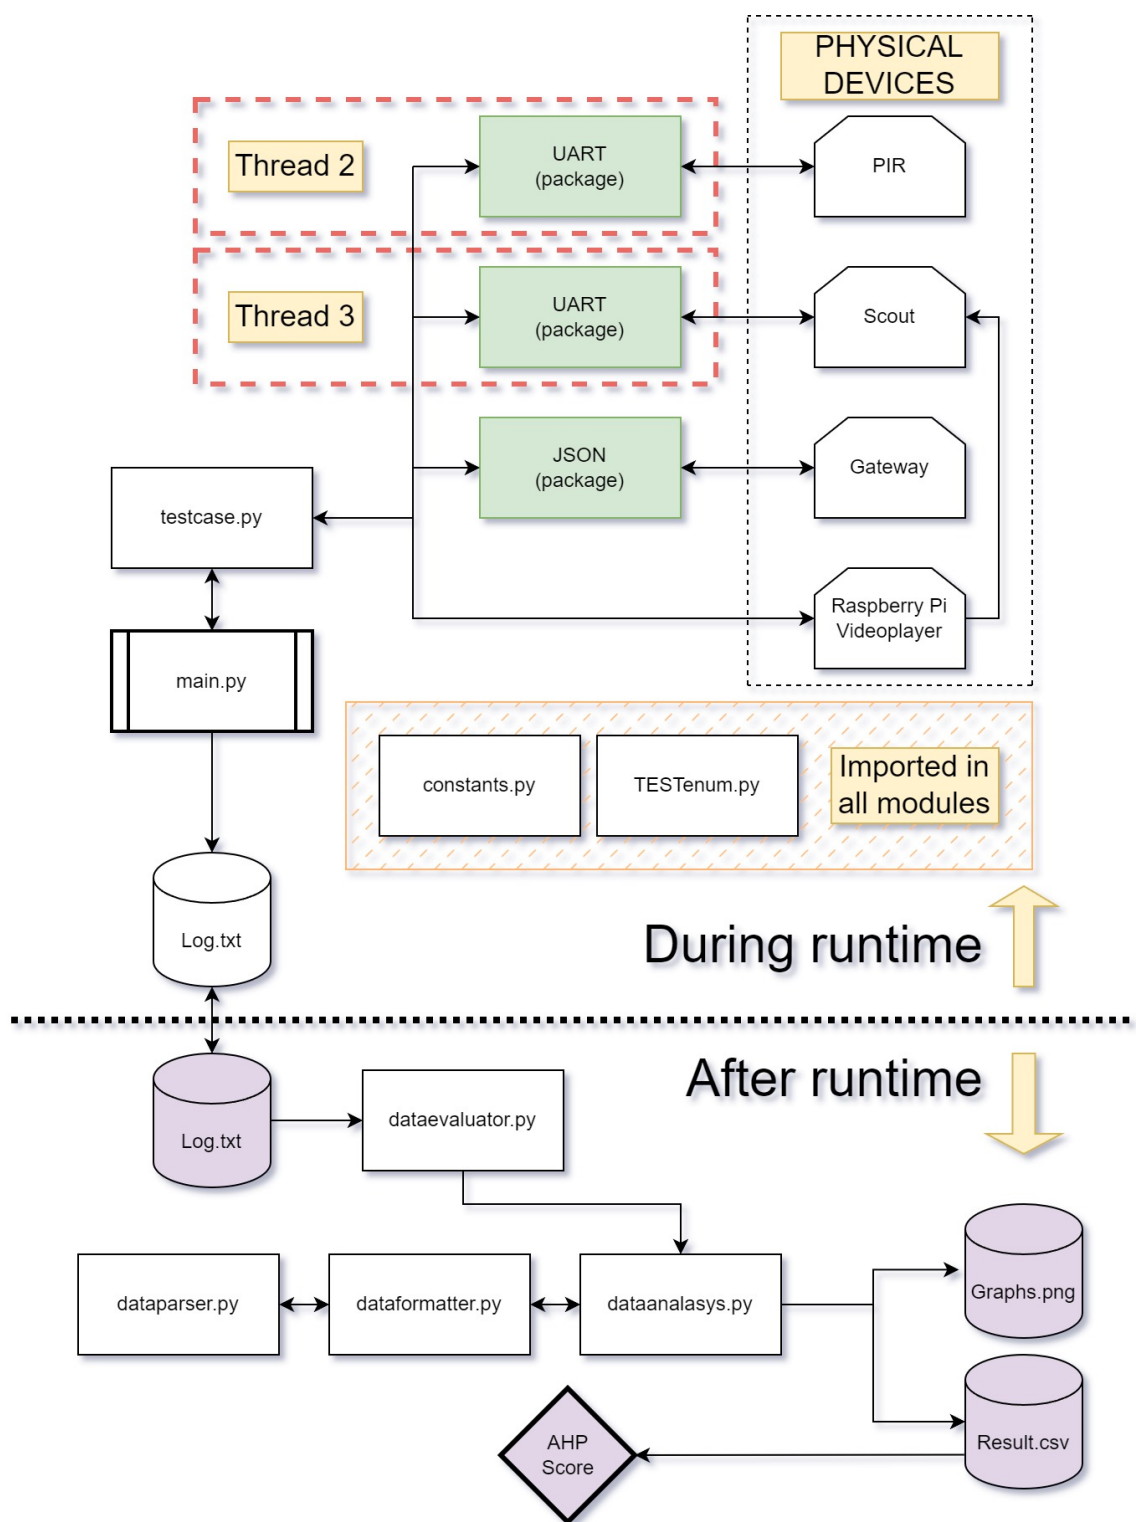 PHYSICAL
DEVICES
Thread 2
UART
(package)
PIR
Thread 3
UART
(package)
Scout
JSON
(package)
Gateway
testcase.py
Raspberry Pi
Videoplayer
main.py
constants.py
TESTenum.py
Imported in
all modules
Log.txt
During runtime
After runtime
Log.txt
dataevaluator.py
dataparser.py
dataformatter.py
dataanalasys.py
Graphs.png
Result.csv
AHP
Score